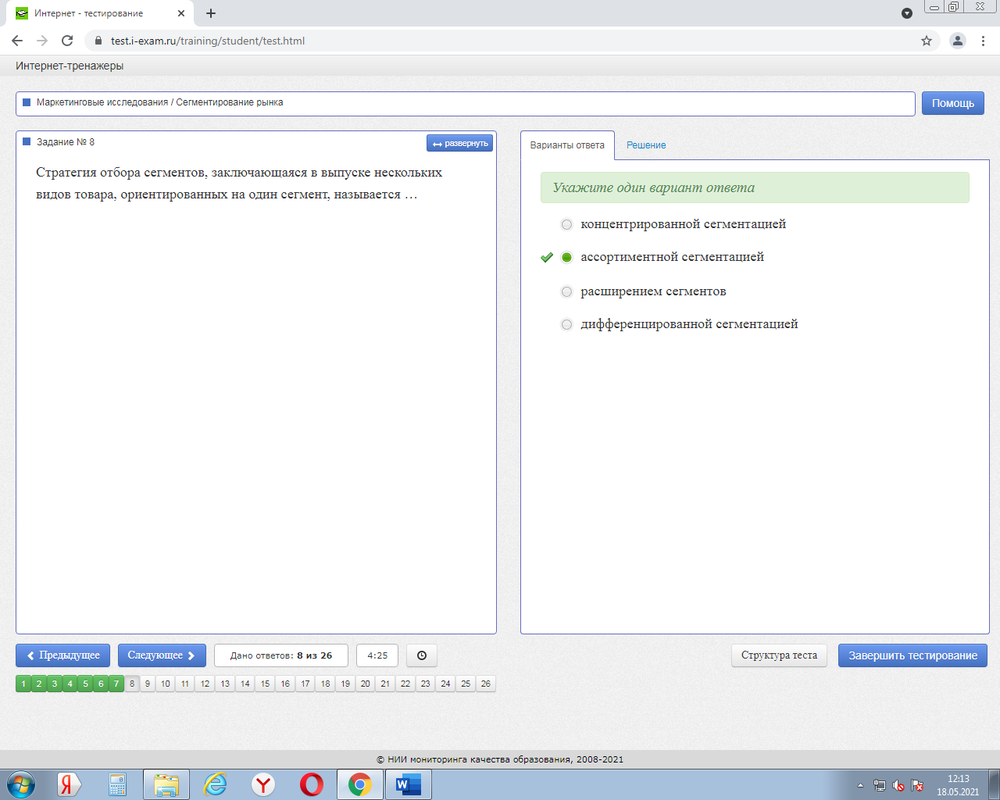 Интернет - тестирование
test.i-exam.ru/training/student/test.html
Интернет-тренажеры
Маркетинговые исследования / Сегментирование рынка
Помощь
Задание № 8
развернуть
Стратегия отбора сегментов, заключающаяся в выпуске нескольких
видов товара, ориентированных на один сегмент, называется …
Варианты ответа
Решение
Укажите один вариант ответа
концентрированной сегментацией
ассортиментной сегментацией
расширением сегментов
дифференцированной сегментацией
Предыдущее
Следующее
Дано ответов: 8 из 26
4:25
Структура теста
Завершить тестирование
1 2 3 4 5 6 7 8 9 10 11 12 13 14 15 16 17 18 19 20 21 22 23 24 25 26
© НИИ мониторинга качества образования, 2008-2021
12:13
18.05.2021